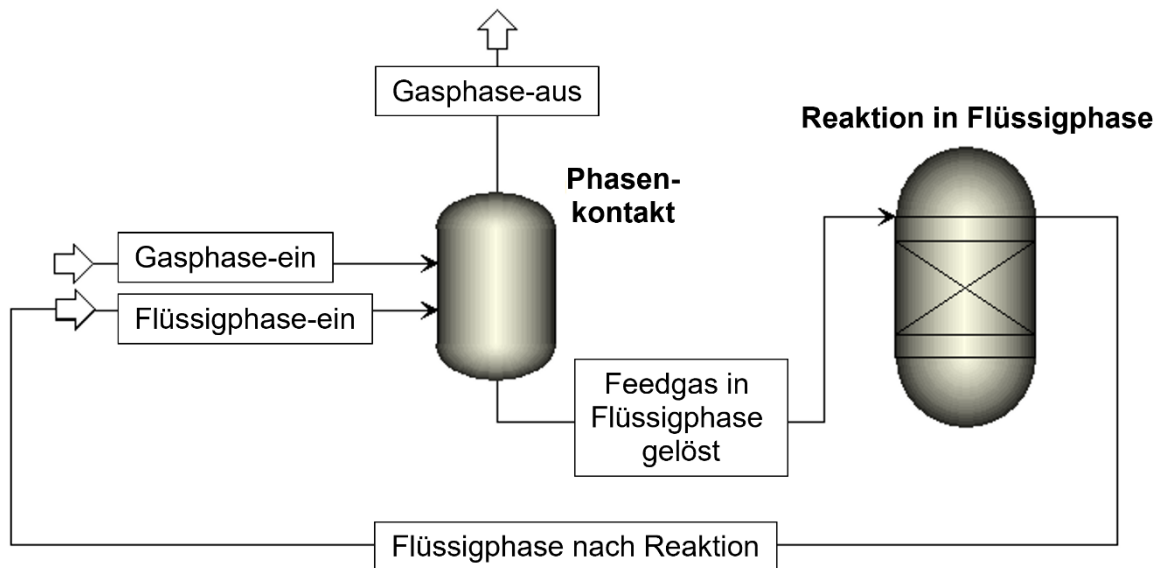 Gasphase-aus
Reaktion in Flüssigphase
Phasen-
kontakt
Gasphase-ein
Flüssigphase-ein
Feedgas in
Flüssigphase
gelöst
Flüssigphase nach Reaktion